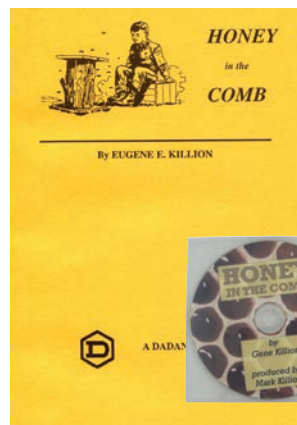 HONEY
in the
COMB
By EUGENE E. KILLION
D
A DADAN
HONEY
IN THE COM
by
Gene Killion
produced b
Mark Killio